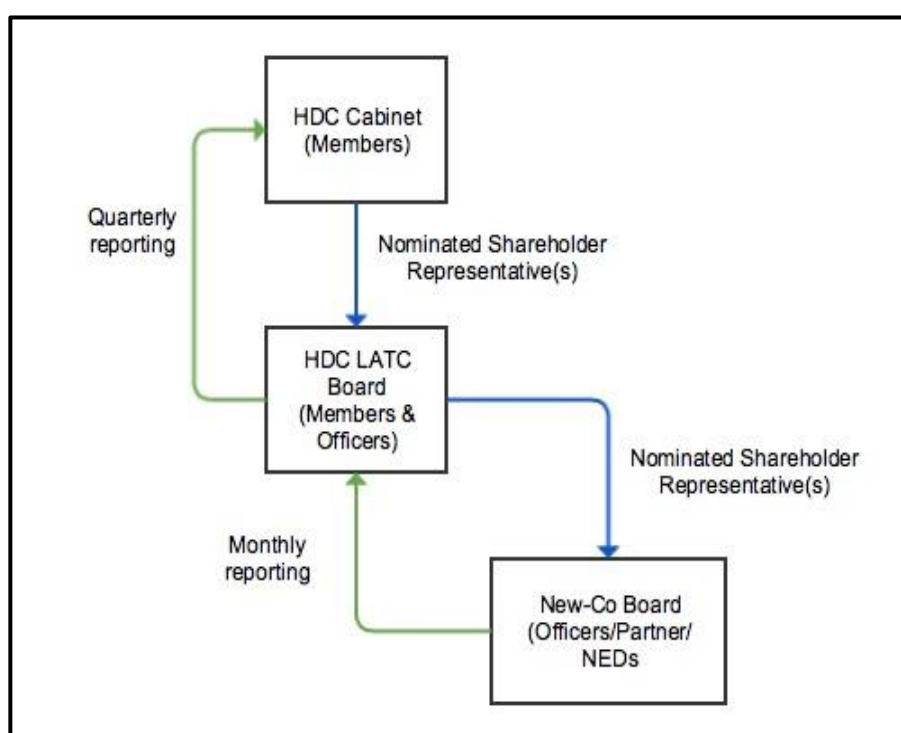 HDC Cabinet
(Members)
Quarterly
reporting
Nominated Shareholder
Representative(s)
HDC LATC
Board
(Members &
Officers)
Nominated Shareholder
Representative(s)
Monthly
reporting
New-Co Board
(Officers/Partner/
NEDs